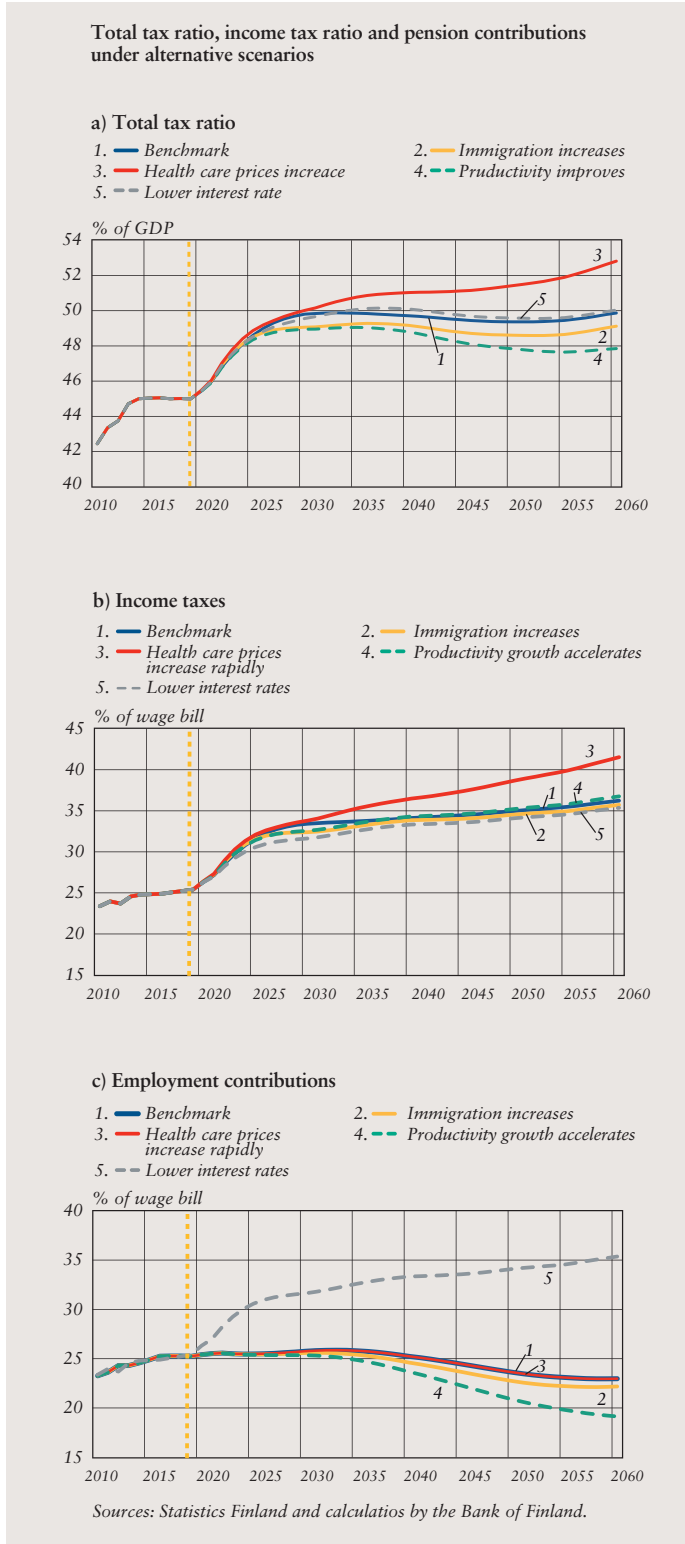 Total tax ratio, income tax ratio and pension contributions
under alternative scenarios
a) Total tax ratio
1. Benchmark
2. Immigration increases
3. Health care prices increace
4. Pruductivity improves
5. Lower interest rate
% of GDP
54
52
50
48
46
44
42
40
3
5
1
2
4
2010 2015 2020 2025 2030 2035 2040 2045 2050 2055 2060
b) Income taxes
1. Benchmark
2. Immigration increases
3. Health care prices
increase rapidly
4. Productivity growth accelerates
5. Lower interest rates
% of wage bill
45
40
35
30
25
20
15
3
1
4
2
5
2010 2015 2020 2025 2030 2035 2040 2045 2050 2055 2060
c) Employment contributions
1. Benchmark
2. Immigration increases
3. Health care prices
increase rapidly
4. Productivity growth accelerates
5. Lower interest rates
% of wage bill
40
35
30
25
20
15
5
1
3
4
2
2010 2015 2020 2025 2030 2035 2040 2045 2050 2055 2060
Sources: Statistics Finland and calculatios by the Bank of Finland.